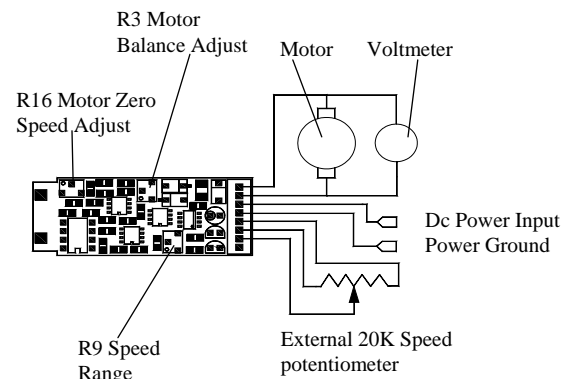 R3 Motor
Balance Adjust
Motor
Voltmeter
R16 Motor Zero
Speed Adjust
Dc Power Input
Power Ground
External 20K Speed
potentiometer
R9 Speed
Range